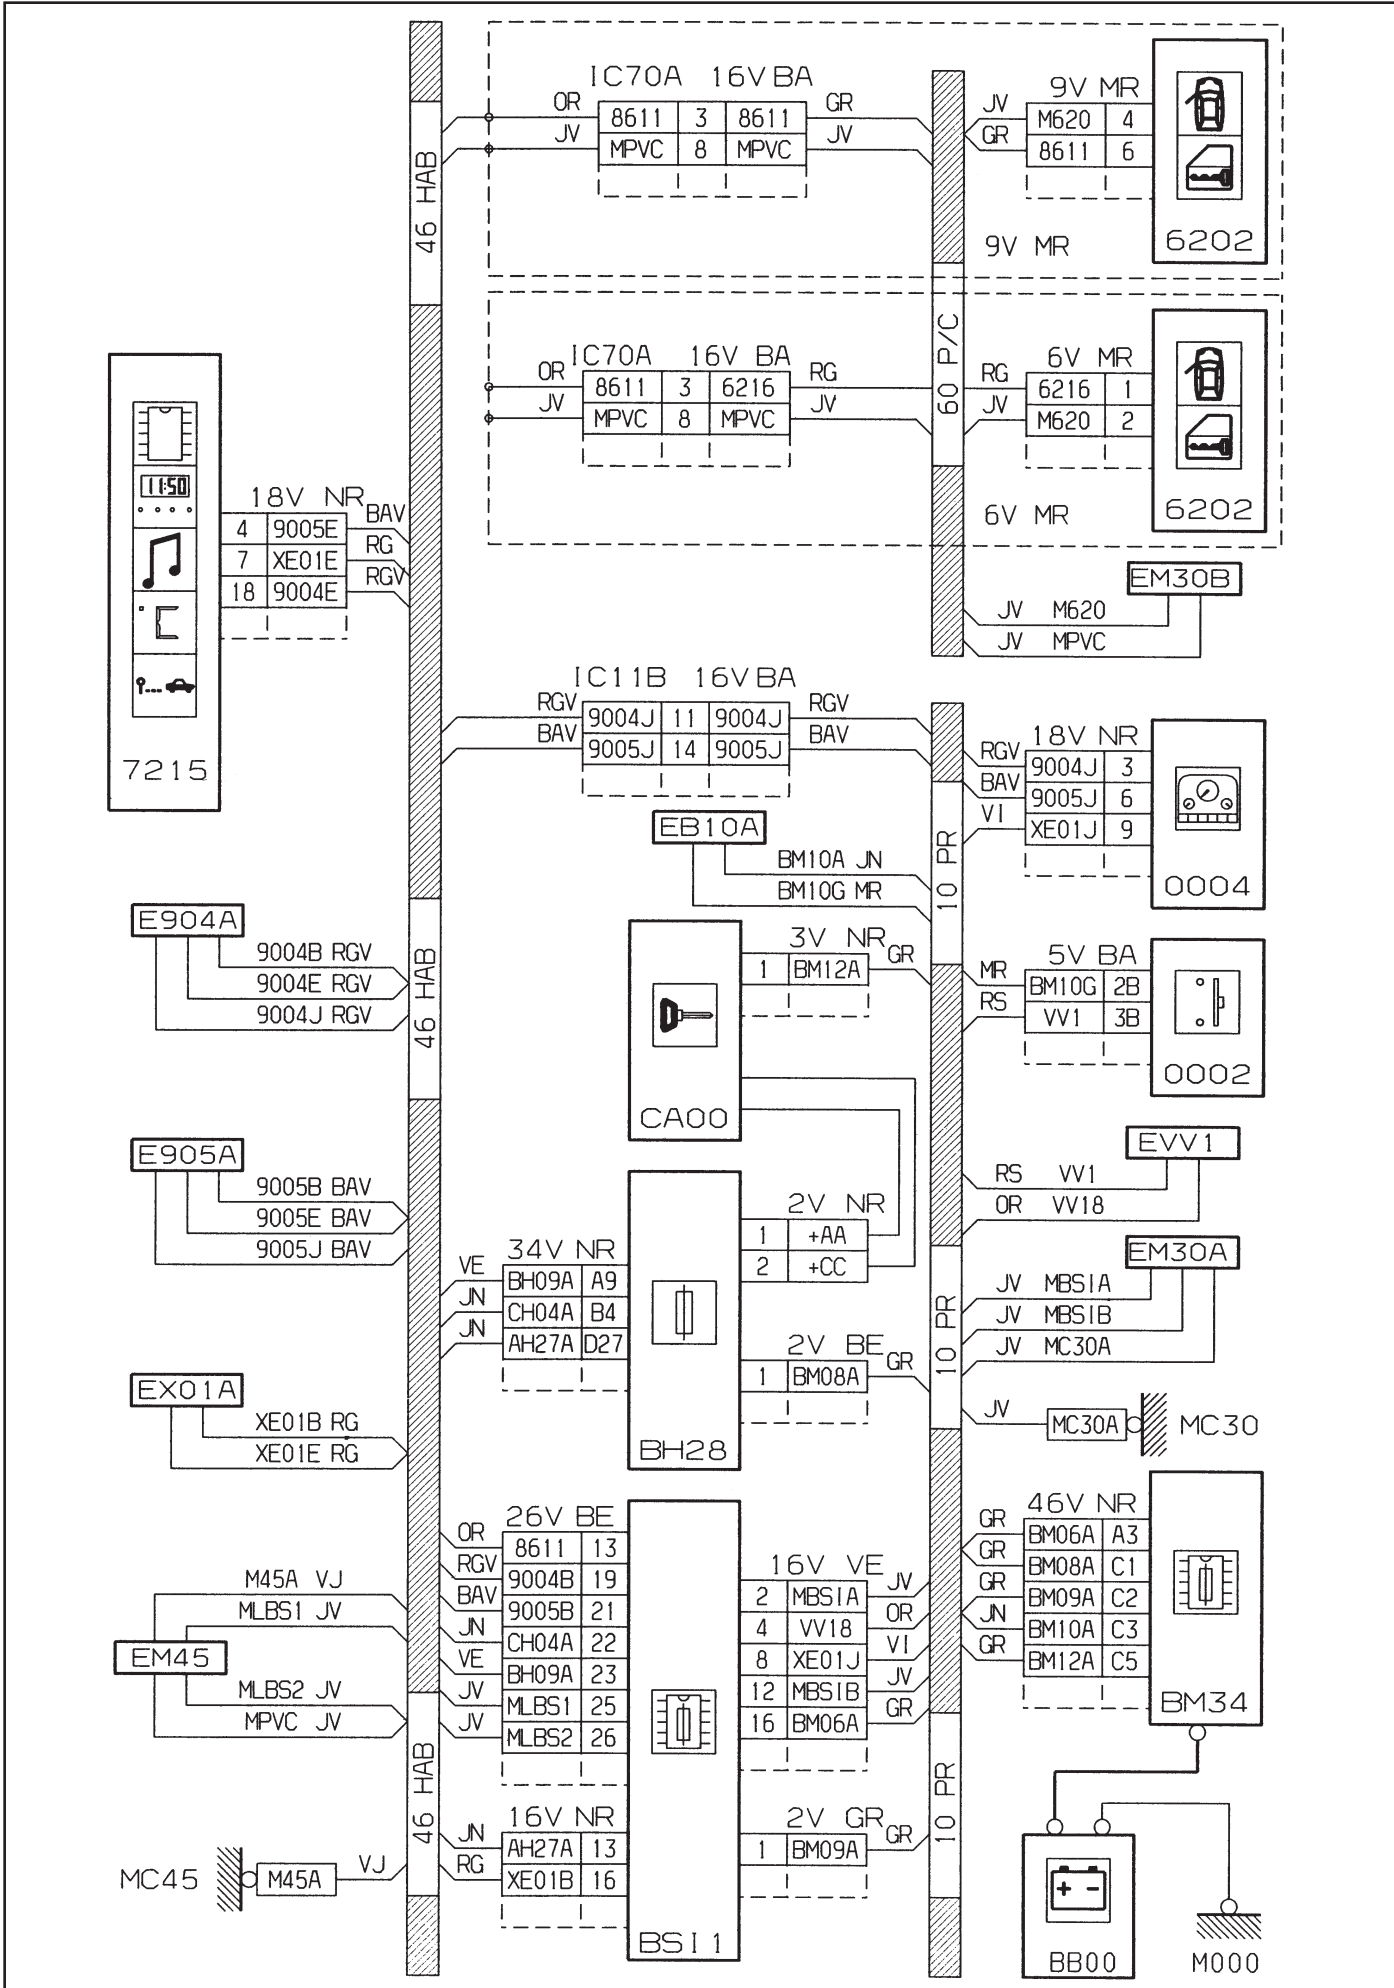 IC70A 16V BA
OR 8611 3 8611 GR
JV MPVC 8 MPVC JV
9V MR
JV M620 4
GR 8611 6
6202
9V MR
46 HAB
60 P/C
IC70A 16V BA
OR 8611 3 6216 RG
JV MPVC 8 MPVC JV
6V MR
RG 6216 1
JV M620 2
6202
6V MR
11:50
°C
7215
18V NR
4 9005E BAV
7 XE01E RG
18 9004E RGV
EM30B
JV M620
JV MPVC
IC11B 16V BA
RGV 9004J 11 9004J RGV
BAV 9005J 14 9005J BAV
18V NR
RGV 9004J 3
BAV 9005J 6
VI XE01J 9
0004
EB10A
BM10A JN
BM10G MR
10 PR
E904A
9004B RGV
9004E RGV
9004J RGV
46 HAB
3V NR
1 BM12A GR
CA00
5V BA
MR BM10G 2B
RS VV1 3B
0002
E905A
9005B BAV
9005E BAV
9005J BAV
EVV1
RS VV1
OR VV18
2V NR
1 +AA
2 +CC
34V NR
VE BH09A A9
JN CH04A B4
JN AH27A D27
2V BE
1 BM08A GR
BH28
EM30A
JV MBSIA
JV MBSIB
JV MC30A
10 PR
JV MC30A MC30
EX01A
XE01B RG
XE01E RG
26V BE
OR 8611 13
RGV 9004B 19
BAV 9005B 21
JN CH04A 22
VE BH09A 23
JV MLBS1 25
JV MLBS2 26
16V VE
2 MBSIA JV
4 VV18 OR
8 XE01J VI
12 MBSIB JV
16 BM06A GR
46V NR
GR BM06A A3
GR BM08A C1
GR BM09A C2
JN BM10A C3
GR BM12A C5
BM34
M45A VJ
MLBS1 JV
EM45
MLBS2 JV
MPVC JV
46 HAB
10 PR
16V NR
JN AH27A 13
RG XE01B 16
2V GR
1 BM09A GR
BSI1
MC45 M45A VJ
+ -
BB00
M000